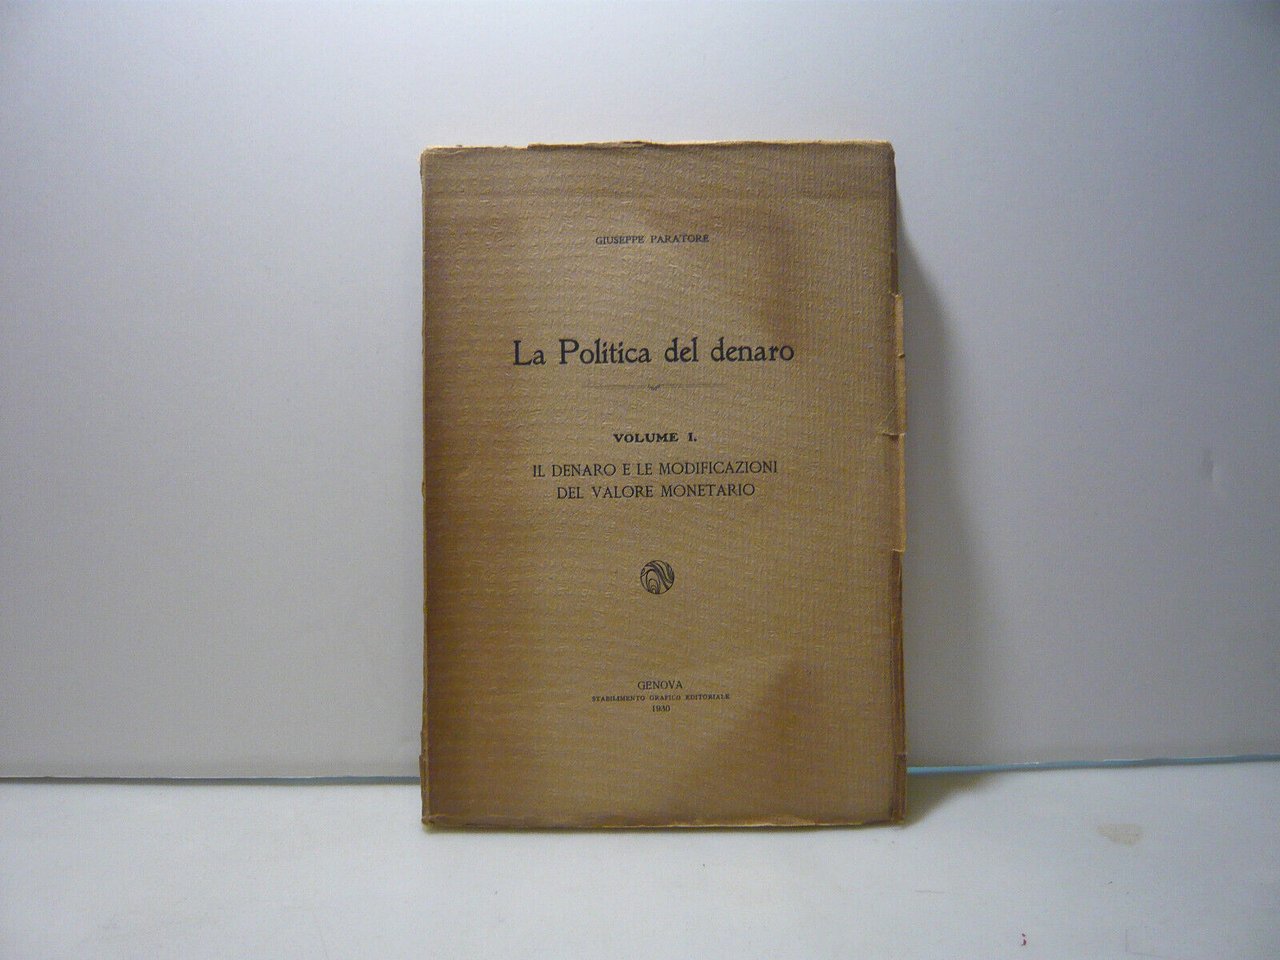 GIUSEPPE PARATORE
La Politica del denaro
VOLUME I.
IL DENARO E LE MODIFICAZIONI
DEL VALORE MONETARIO
GENOVA
STABILIMENTO GRAFICO EDITORIALE
1930